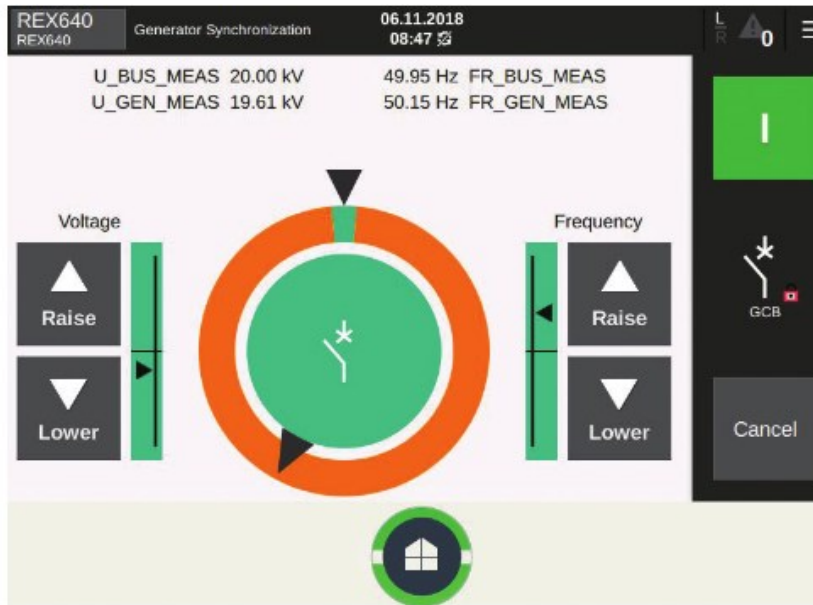 REX640
REX640
Generator Synchronization
06.11.2018
08:47
L
R
0
U_BUS_MEAS 20.00 kV 49.95 Hz FR_BUS_MEAS
U_GEN_MEAS 19.61 kV 50.15 Hz FR_GEN_MEAS
I
Voltage
Frequency
Raise
Raise
GCB
Lower
Lower
Cancel